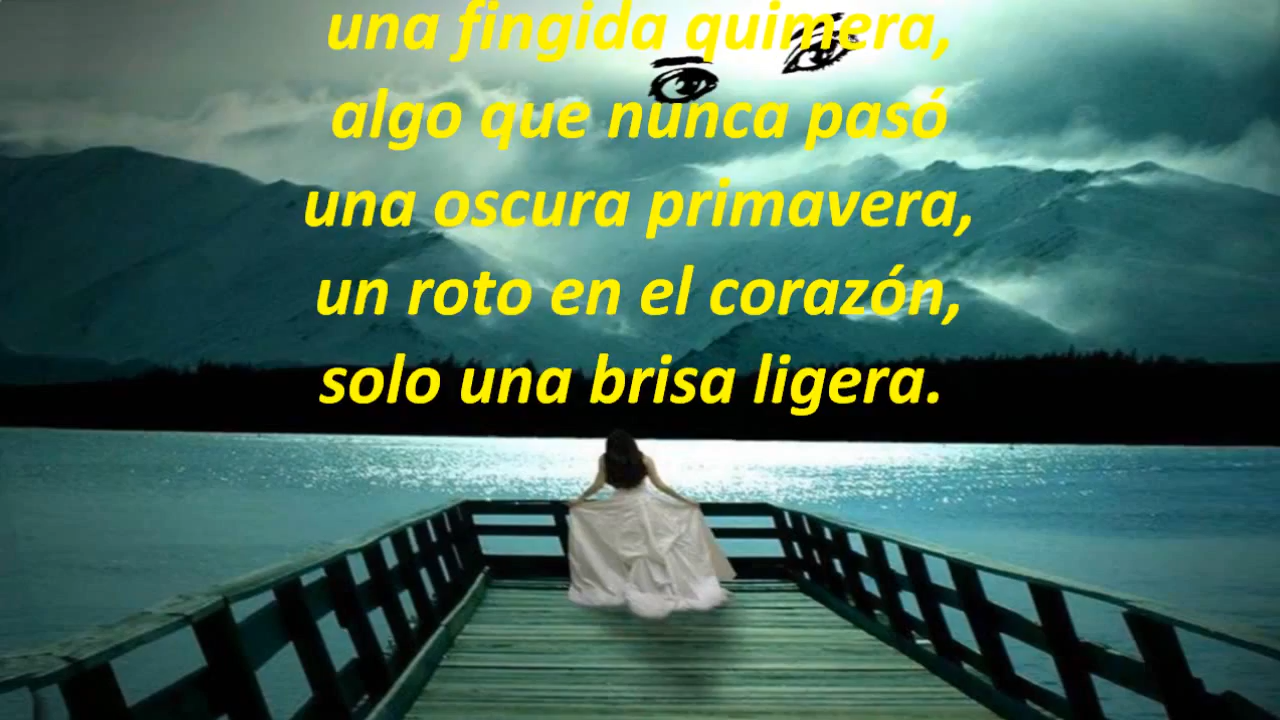 una fingida quimera,
algo que nunca pasó
una oscura primavera,
un roto en el corazón,
solo una brisa ligera.